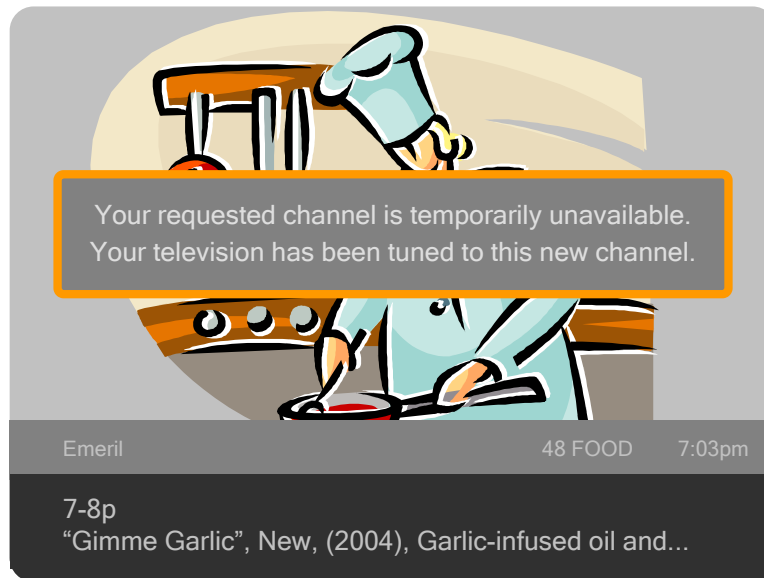 Your requested channel is temporarily unavailable.
Your television has been tuned to this new channel.
Emeril 48 FOOD 7:03pm
7-8p
“Gimme Garlic”, New, (2004), Garlic-infused oil and...